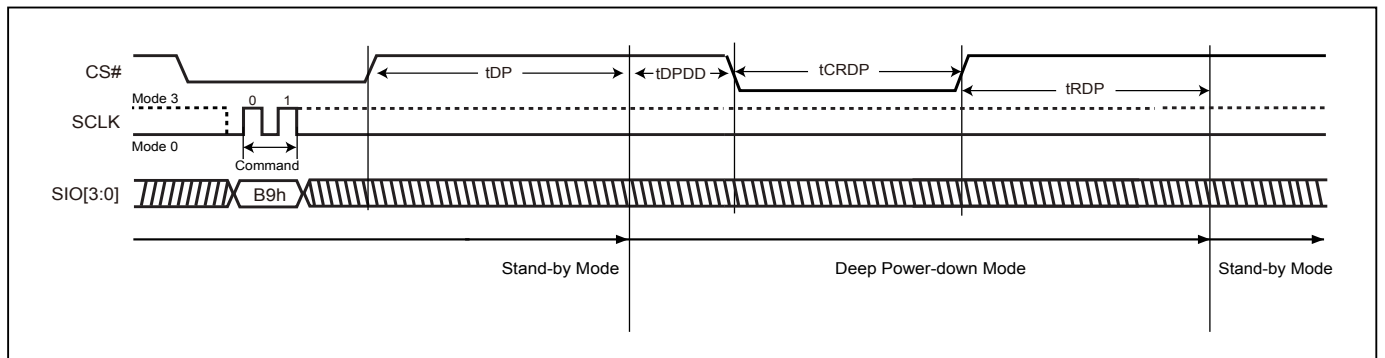 CS#
tDP
tDPDD
tCRDP
tRDP
Mode 3
0 1
SCLK
Mode 0
Command
SIO[3:0]
B9h
Stand-by Mode
Deep Power-down Mode
Stand-by Mode